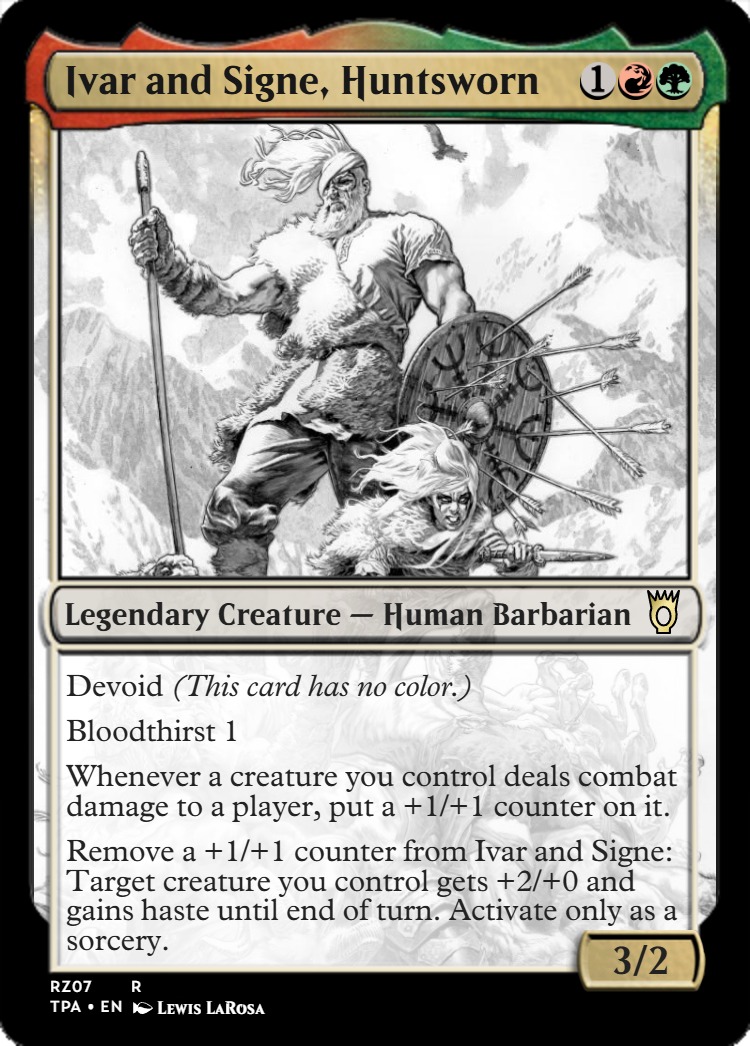 Ivar and Signe, Huntsworn 1
Legendary Creature — Human Barbarian
Devoid (This card has no color.)
Bloodthirst 1
Whenever a creature you control deals combat
damage to a player, put a +1/+1 counter on it.
Remove a +1/+1 counter from Ivar and Signe:
Target creature you control gets +2/+0 and
gains haste until end of turn. Activate only as a
sorcery.
3/2
RZ07 R
TPA • EN Lewis LaRosa